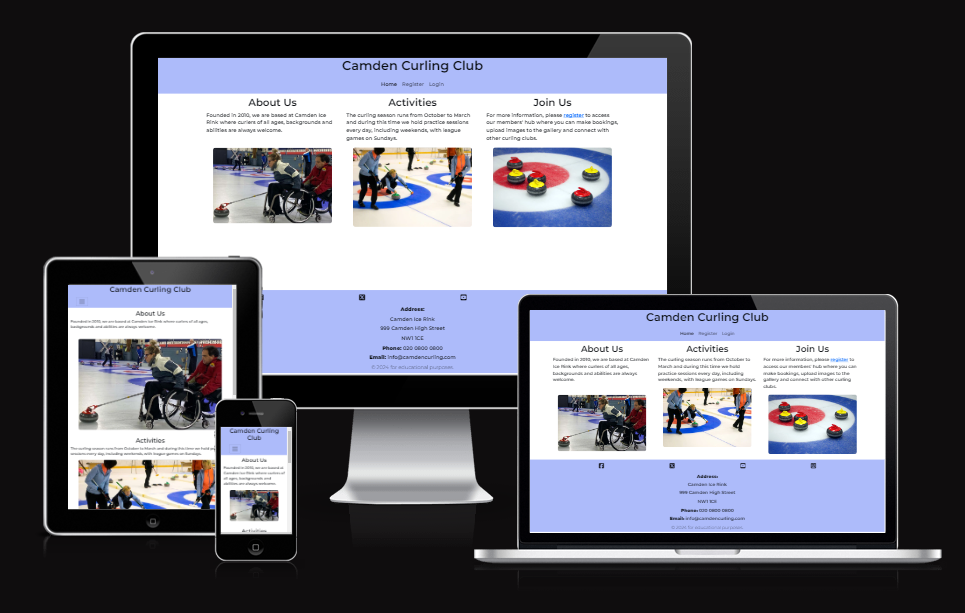 Camden Curling Club
Home Register Login
About Us
Founded in 2010, we are based at Camden Ice
Rink where curlers of all ages, backgrounds and
abilities are always welcome.
Activities
The curling season runs from October to March
and during this time we hold practice sessions
every day, including weekends, with league
games on Sundays.
Join Us
For more information, please register to access
our members' hub where you can make bookings,
upload images to the gallery and connect with
other curling clubs.
Address:
Camden Ice Rink
999 Camden High Street
NW1 1CE
Phone: 020 0800 0800
Email: info@camdencurling.com
© 2024 for educational purposes
Camden Curling Club
About Us
Founded in 2010, we are based at Camden Ice Rink where curlers of all ages,
backgrounds and abilities are always welcome.
Activities
The curling season runs from October to March and during this time we hold
sessions every day, including weekends, with league games on Sundays.
Camden Curling
Club
About Us
Founded in 2010, we are based at
Camden Ice Rink where curlers of all
ages, backgrounds and
abilities are always welcome.
Activities
Camden Curling Club
Home Register Login
About Us
Founded in 2010, we are based at Camden
Ice Rink where curlers of all ages,
backgrounds and abilities are always
welcome.
Activities
The curling season runs from October to
March and during this time we hold
practice sessions every day, including
weekends, with league games on Sundays.
Join Us
For more information, please register to
access our members' hub where you can
make bookings, upload images to the
gallery and connect with other curling
clubs.
Address:
Camden Ice Rink
999 Camden High Street
NW1 1CE
Phone: 020 0800 0800
Email: info@camdencurling.com
© 2024 for educational purposes